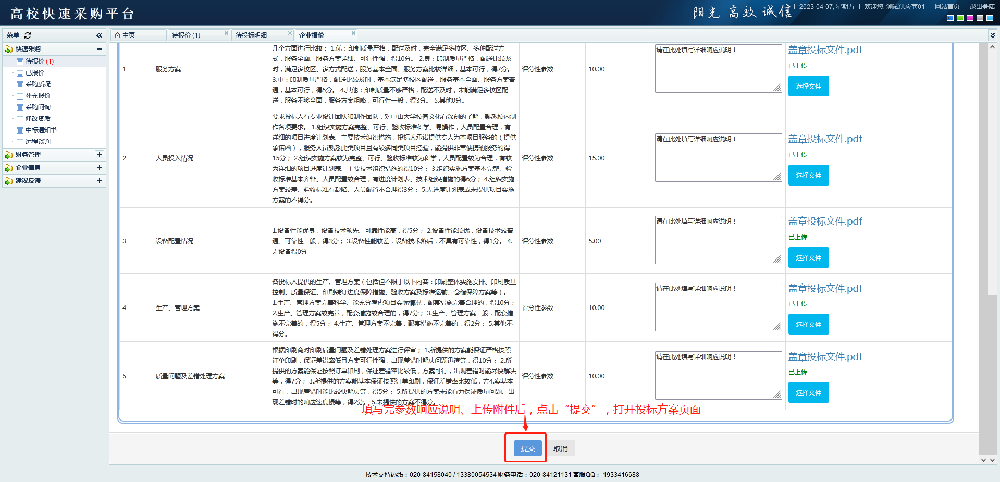 高校快速采购平台
阳光 高效 诚信
2023-04-07, 星期五 | 欢迎您, 测试供应商01 | 网站首页 | 退出登陆
菜单
主页
待报价 (1)
待投标明细
企业报价
快速采购
待报价 (1)
已报价
采购质疑
补充报价
采购问询
修改资质
中标通知书
远程谈判
财务管理
企业信息
建议反馈
1
服务方案
几个方面进行比较： 1.优：印制质量严格，配送及时，完全满足多校区、多种配送方
式，服务全面、服务方案详细、可行性强，得10分。 2.良：印制质量严格，配送比较及
时，满足多校区、多方式配送，服务基本全面、服务方案比较详细，基本可行，得7分。
3.中：印制质量严格，配送比较及时，基本满足多校区配送，服务基本全面、服务方案普
通，基本可行，得5分。 4.其他：印制质量不够严格，配送不及时，未能满足多校区配
送，服务不够全面，服务方案粗略，可行性一般，得3分。 5.其他0分。
评分性参数
10.00
请在此处填写详细响应说明！
盖章投标文件.pdf
已上传
选择文件
2
人员投入情况
要求投标人有专业设计团队和制作团队，对中山大学校园文化有深刻的了解，熟悉校内制
作各项要求。 1.组织实施方案完整、可行、验收标准科学、易操作，人员配置合理，有
详细的项目进度计划表、主要技术组织措施，投标人承诺提供专人为本项目服务的（提供
承诺函），服务人员熟悉此类项目且有较多同类项目经验，能提供非常便携的服务的得
15分； 2.组织实施方案较为完整、可行、验收标准较为科学，人员配置较为合理，有较
为详细的项目进度计划表、主要技术组织措施的得10分； 3.组织实施方案基本完整、验
收标准基本齐备、人员配置较合理，有进度计划表、技术组织措施的得6分； 4.组织实施
方案较差、验收标准有缺陷、人员配置不合理得3分； 5.无进度计划表或未提供项目实施
方案的不得分。
评分性参数
15.00
请在此处填写详细响应说明！
盖章投标文件.pdf
已上传
选择文件
3
设备配置情况
1.设备性能优良，设备技术领先、可靠性能高，得5分； 2.设备性能较优，设备技术较普
通、可靠性一般，得3分； 3.设备性能较差，设备技术落后，不具有可靠性，得1分。 4.
无设备得0分
评分性参数
5.00
请在此处填写详细响应说明！
盖章投标文件.pdf
已上传
选择文件
4
生产、管理方案
各投标人提供的生产、管理方案（包括但不限于以下内容：印刷整体实施安排、印刷质量
控制、质量保证、印刷装订进度保障措施、验收方案及标准运输、仓储保障方案等）。
1.生产、管理方案完善科学、能充分考虑项目实际情况，配套措施完善合理的，得10分；
2.生产、管理方案较完善，配套措施较合理的，得7分； 3.生产、管理方案一般，配套措
施不完善的，得5分； 4.生产、管理方案不完善，配套措施不完善的，得2分； 5.其他不
得分。
评分性参数
10.00
请在此处填写详细响应说明！
盖章投标文件.pdf
已上传
选择文件
5
质量问题及差错处理方案
根据印刷商对印刷质量问题及差错处理方案进行评审； 1.所提供的方案能保证严格按照
订单印刷，保证差错率低且方案可行性强，出现差错时解决问题迅速等，得10分； 2.所
提供的方案能保证按照订单印刷，保证差错率比较低，方案可行，出现差错时能尽快解决
等，得7分； 3.所提供的方案能基本保证按照订单印刷，保证差错率比较低，方4.案基本
可行，出现差错时能比较快解决等，得5分； 5.所提供的方案未能有力保证质量问题、出
现差错时的响应速度慢等，得2分。 5.未提供的方案不得分。
评分性参数
10.00
请在此处填写详细响应说明！
盖章投标文件.pdf
已上传
选择文件
填写完参数响应说明、上传附件后，点击“提交”，打开投标方案页面
提交
取消
技术支持热线：020-84158040 / 13380054534 财务电话：020-84121131 客服QQ： 1933416688